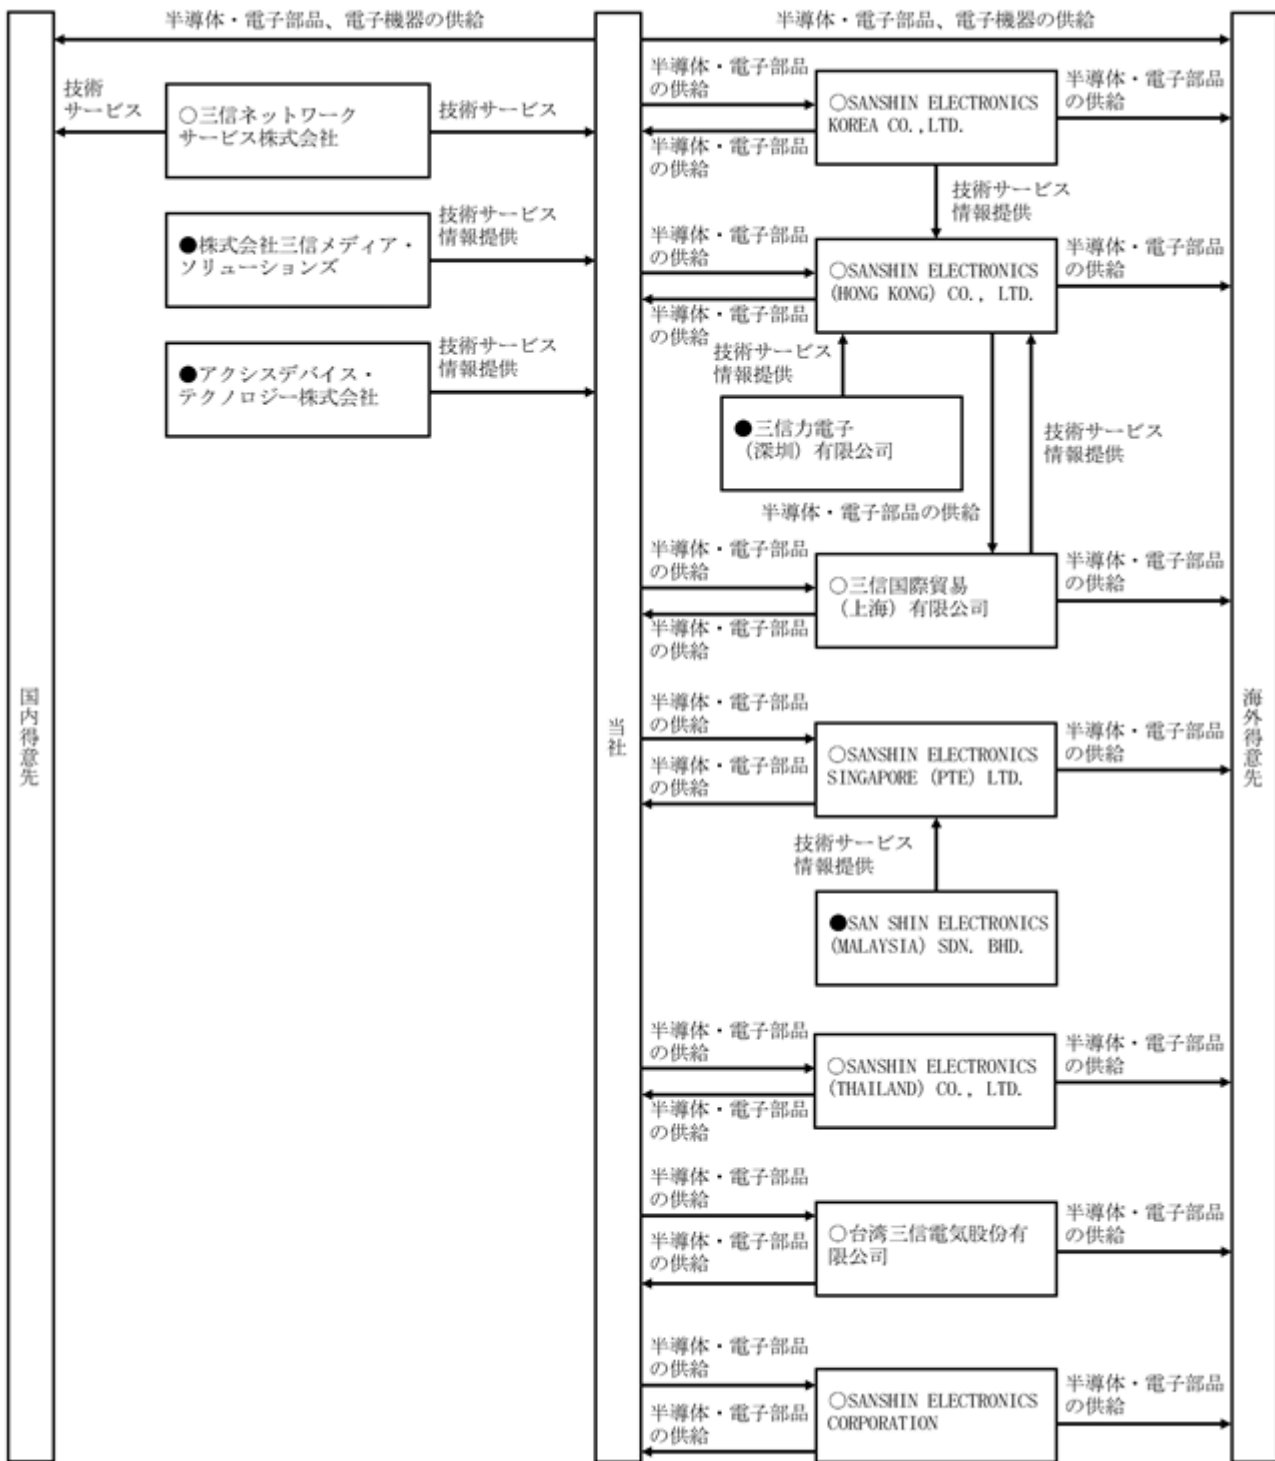 半導体・電子部品、電子機器の供給
半導体・電子部品、電子機器の供給
技術
サービス
○三信ネットワーク
サービス株式会社
技術サービス
●株式会社三信メディア・
ソリューションズ
技術サービス
情報提供
●アクシスデバイス・
テクノロジー株式会社
技術サービス
情報提供
国内得意先
当社
半導体・電子部品
の供給
半導体・電子部品
の供給
○SANSHIN ELECTRONICS
KOREA CO.,LTD.
半導体・電子部品
の供給
技術サービス
情報提供
半導体・電子部品
の供給
半導体・電子部品
の供給
○SANSHIN ELECTRONICS
(HONG KONG) CO., LTD.
半導体・電子部品
の供給
技術サービス
情報提供
●三信力電子
（深圳）有限公司
技術サービス
情報提供
半導体・電子部品の供給
半導体・電子部品
の供給
半導体・電子部品
の供給
○三信国際貿易
（上海）有限公司
半導体・電子部品
の供給
半導体・電子部品
の供給
半導体・電子部品
の供給
○SANSHIN ELECTRONICS
SINGAPORE (PTE) LTD.
半導体・電子部品
の供給
技術サービス
情報提供
●SAN SHIN ELECTRONICS
(MALAYSIA) SDN. BHD.
半導体・電子部品
の供給
半導体・電子部品
の供給
○SANSHIN ELECTRONICS
(THAILAND) CO., LTD.
半導体・電子部品
の供給
半導体・電子部品
の供給
半導体・電子部品
の供給
○台湾三信電気股份有
限公司
半導体・電子部品
の供給
半導体・電子部品
の供給
半導体・電子部品
の供給
○SANSHIN ELECTRONICS
CORPORATION
半導体・電子部品
の供給
海外得意先